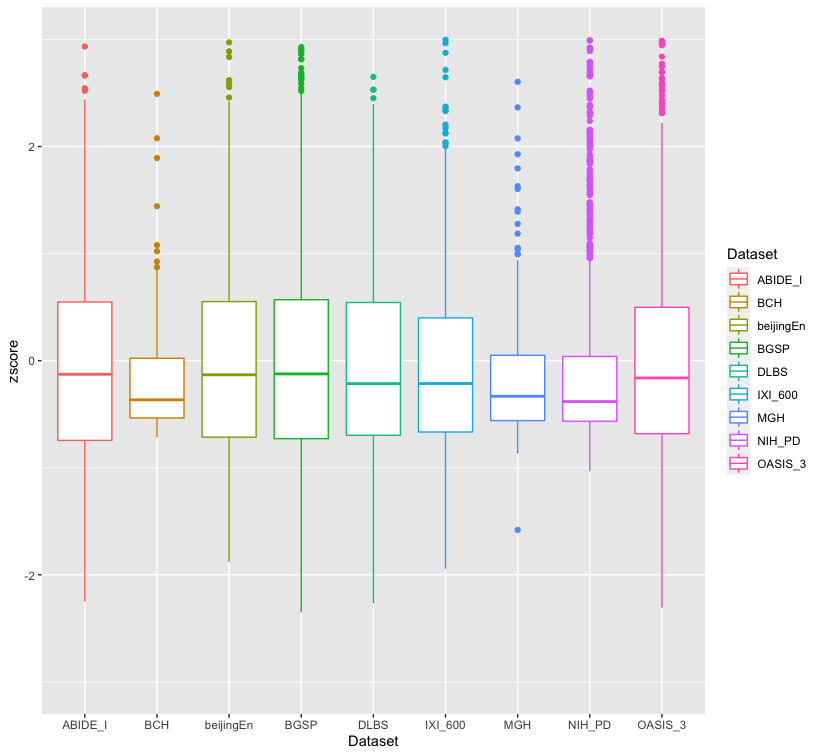 zscore
2
0
-2
ABIDE_I
BCH
beijingEn
BGSP
DLBS
IXI_600
MGH
NIH_PD
OASIS_3
Dataset
Dataset
ABIDE_I
BCH
beijingEn
BGSP
DLBS
IXI_600
MGH
NIH_PD
OASIS_3